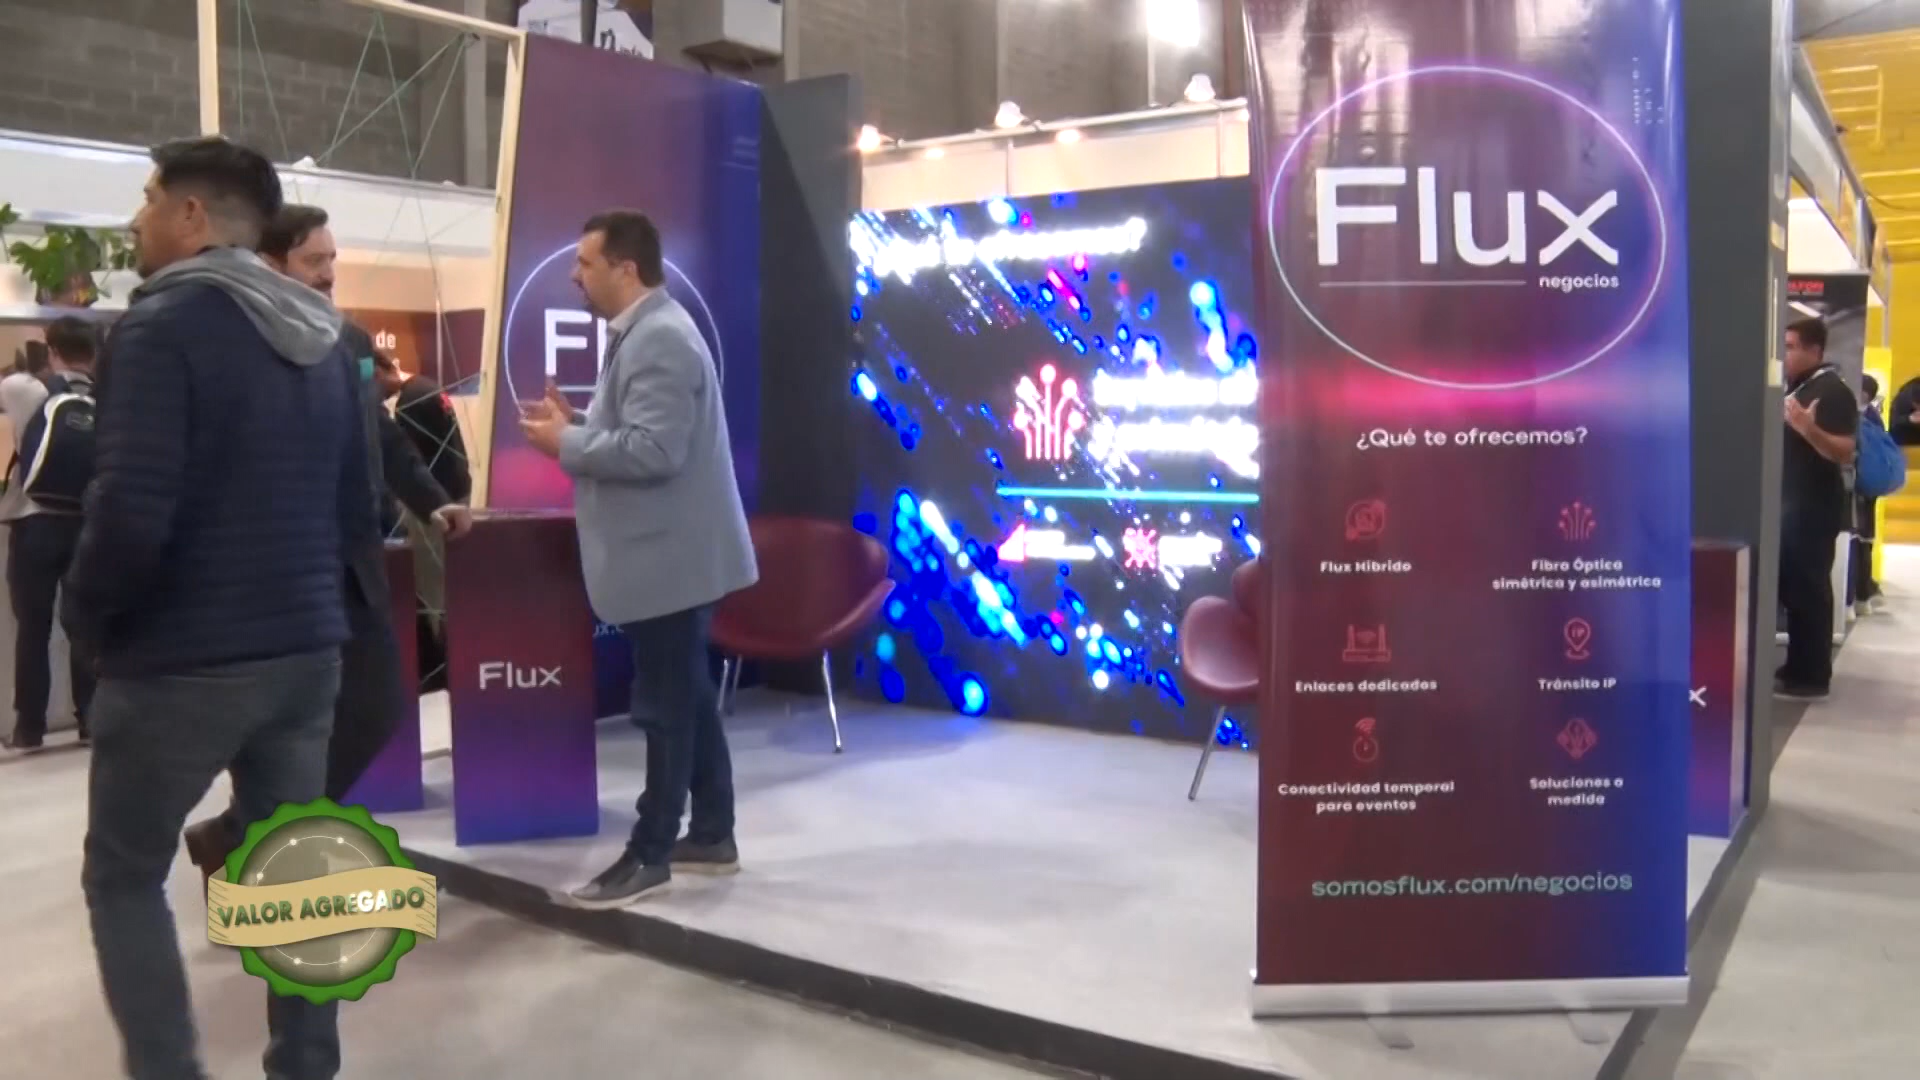 Flux
negocios
¿Qué te ofrecemos?
Flux Híbrido
Fibra Óptica
simétrica y asimétrica
Enlaces dedicados
Tránsito IP
Conectividad temporal
para eventos
Soluciones a
medida
somosflux.com/negocios
Flux
de
VALOR AGREGADO